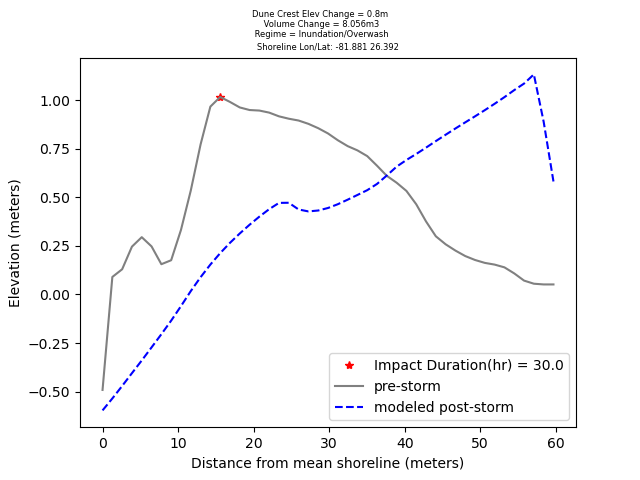 Dune Crest Elev Change = 0.8m
Volume Change = 8.056m3
Regime = Inundation/Overwash
Shoreline Lon/Lat: -81.881 26.392
1.00
0.75
0.50
0.25
0.00
−0.25
−0.50
Elevation (meters)
Impact Duration(hr) = 30.0
pre-storm
modeled post-storm
0 10 20 30 40 50 60
Distance from mean shoreline (meters)